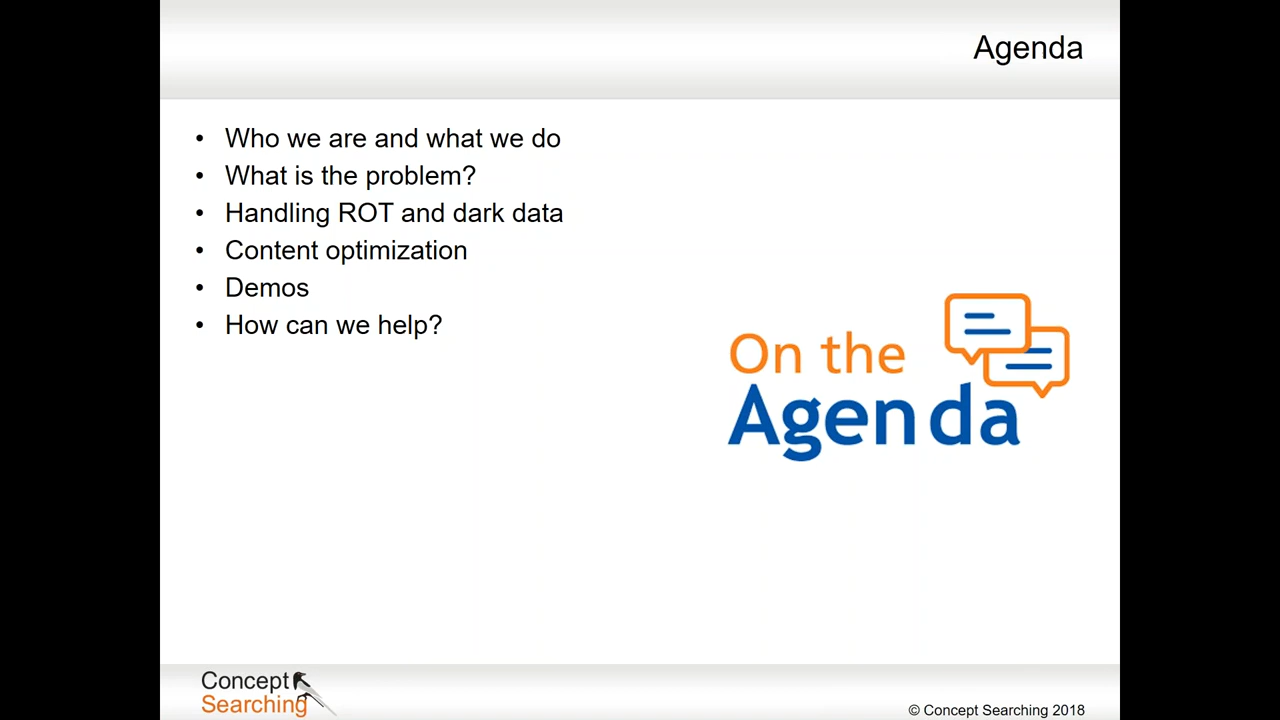 Agenda
• Who we are and what we do
• What is the problem?
• Handling ROT and dark data
• Content optimization
• Demos
• How can we help?
On the
Agenda
Concept
Searching
© Concept Searching 2018